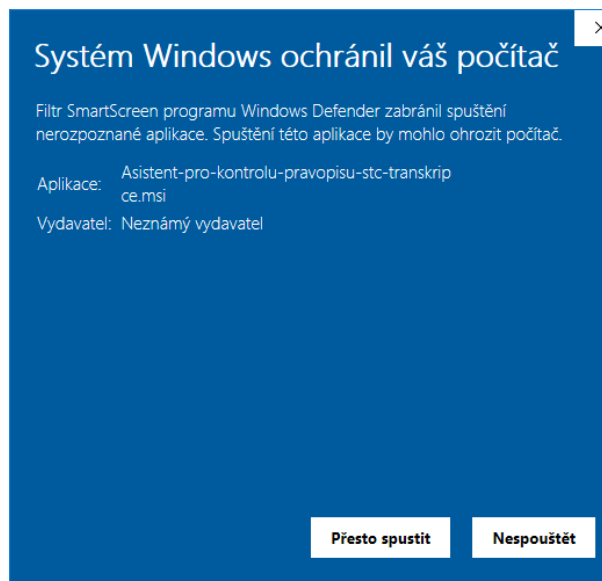 Systém Windows ochránil váš počítač
Filtr SmartScreen programu Windows Defender zabránil spuštění
nerozpoznané aplikace. Spuštění této aplikace by mohlo ohrozit počítač.
Aplikace: Asistent-pro-kontrolu-pravopisu-stc-transkrip
ce.msi
Vydavatel: Neznámý vydavatel
Přesto spustit Nespouštět